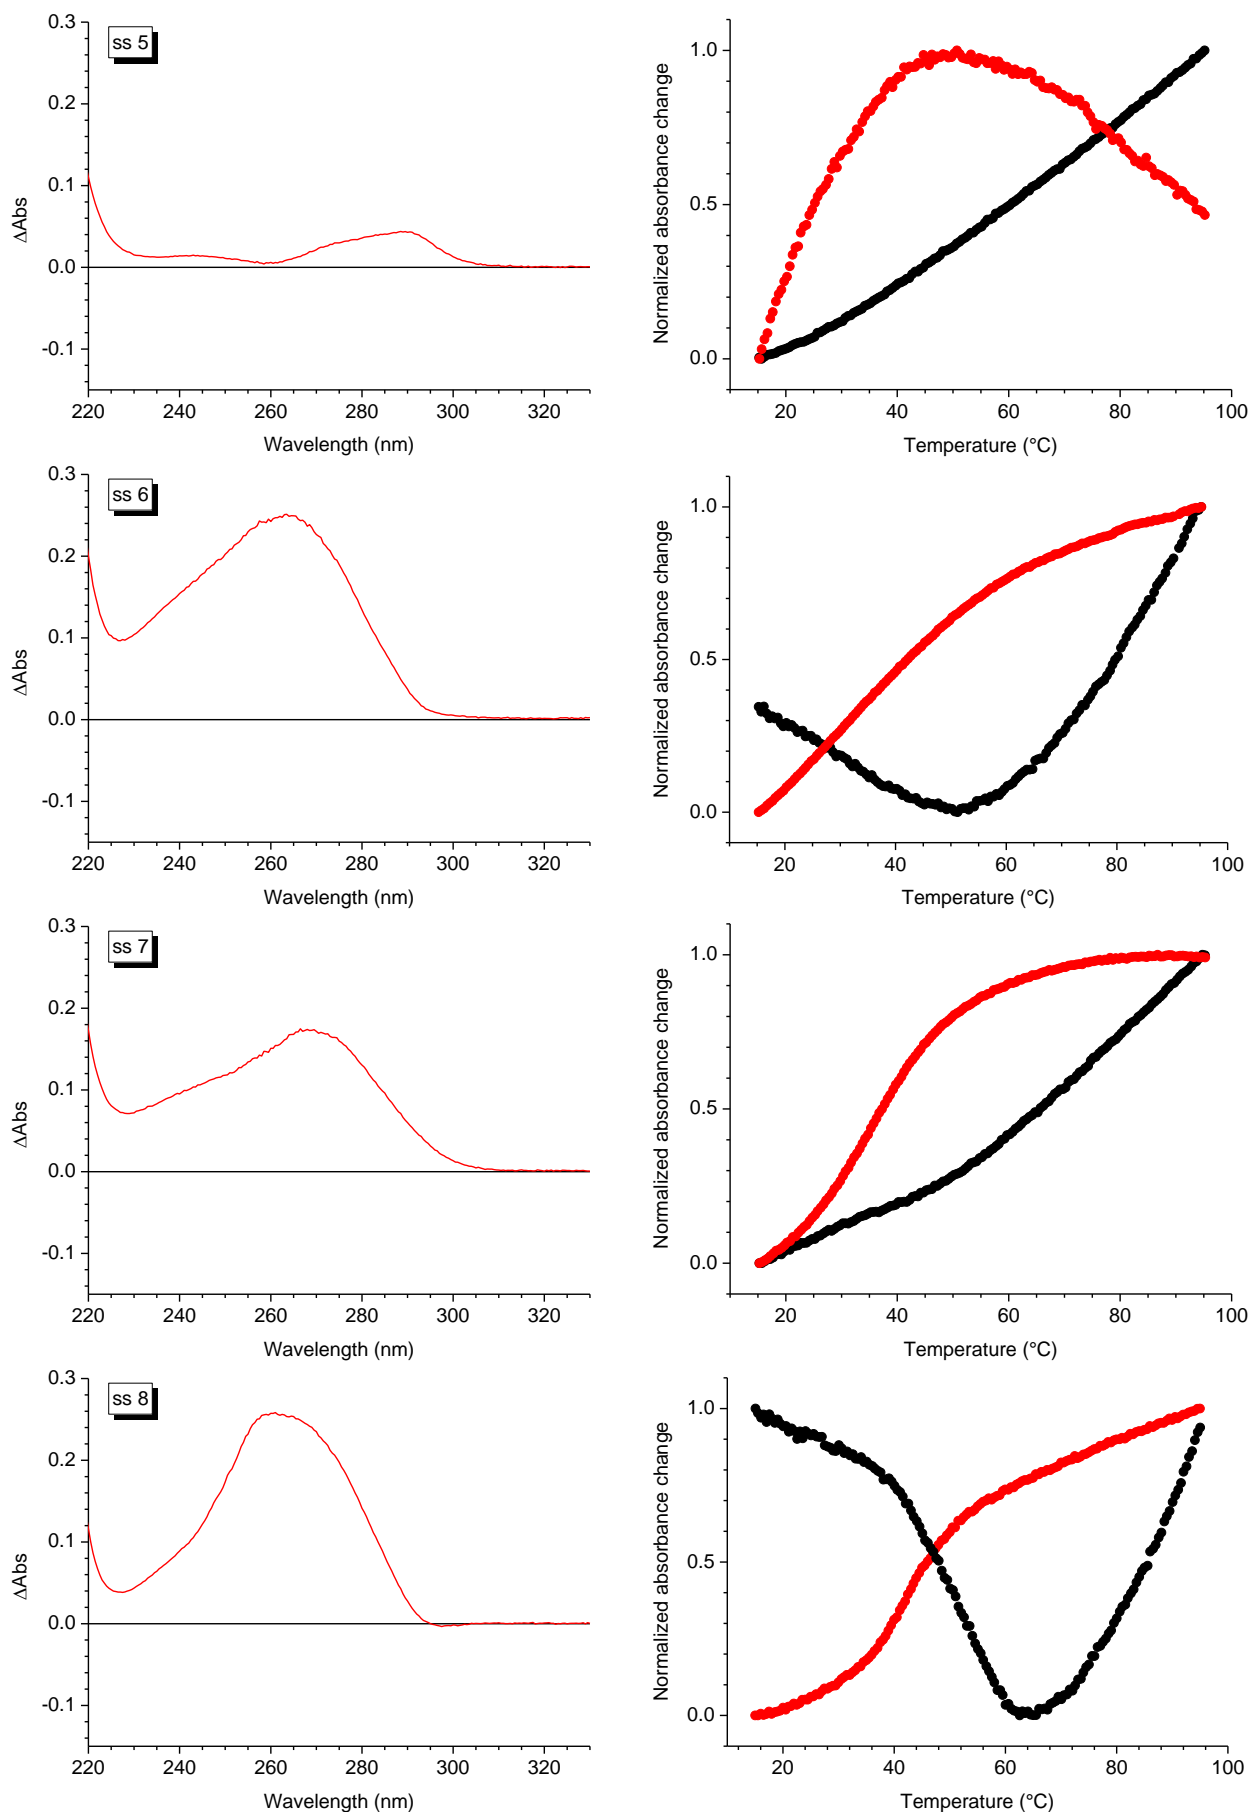 ss 5
0.3
0.2
0.1
0.0
-0.1
ΔAbs
220 240 260 280 300 320
Wavelength (nm)
1.0
0.5
0.0
Normalized absorbance change
20 40 60 80 100
Temperature (°C)
ss 6
0.3
0.2
0.1
0.0
-0.1
ΔAbs
220 240 260 280 300 320
Wavelength (nm)
1.0
0.5
0.0
Normalized absorbance change
20 40 60 80 100
Temperature (°C)
ss 7
0.3
0.2
0.1
0.0
-0.1
ΔAbs
220 240 260 280 300 320
Wavelength (nm)
1.0
0.5
0.0
Normalized absorbance change
20 40 60 80 100
Temperature (°C)
ss 8
0.3
0.2
0.1
0.0
-0.1
ΔAbs
220 240 260 280 300 320
Wavelength (nm)
1.0
0.5
0.0
Normalized absorbance change
20 40 60 80 100
Temperature (°C)